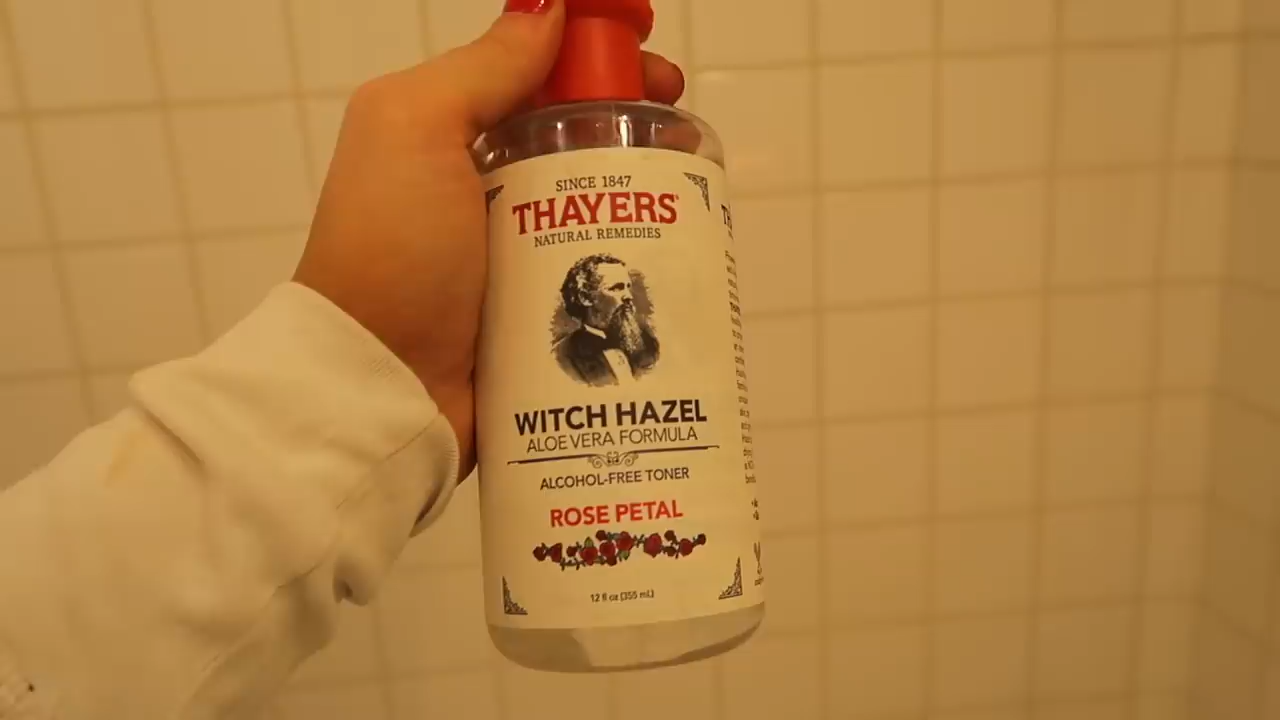 SINCE 1847
THAYERS
NATURAL REMEDIES
WITCH HAZEL
ALOE VERA FORMULA
ALCOHOL-FREE TONER
ROSE PETAL
12 fl oz (355 mL)